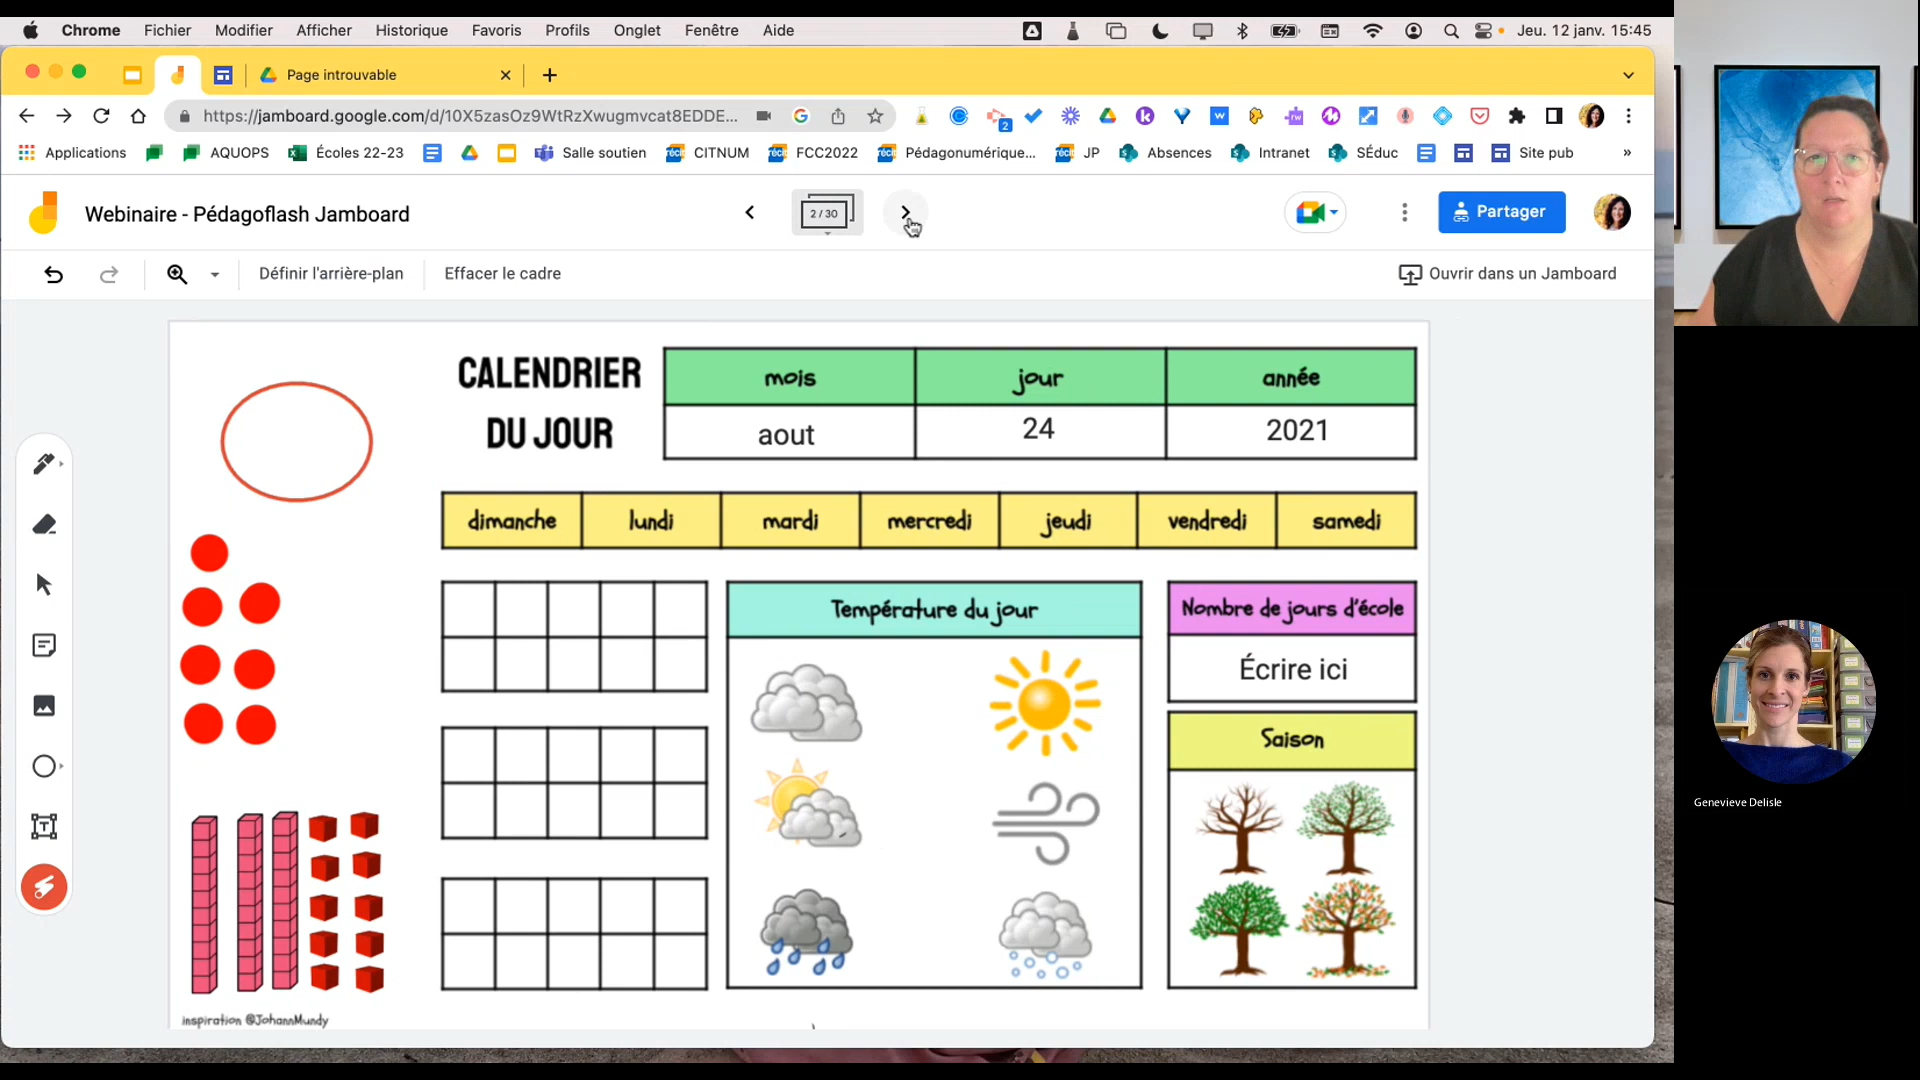 Chrome Fichier Modifier Afficher Historique Favoris Profils Onglet Fenêtre Aide Jeu. 12 janv. 15:45
Page introuvable
https://jamboard.google.com/d/10X5zasOz9WtRzXwugmvcat8EDDE...
2
Applications AQUOPS Écoles 22-23 Salle soutien CITNUM FCC2022 Pédagonumérique... JP Absences Intranet SÉduc Site pub »
Webinaire - Pédagoflash Jamboard
2 / 30
Partager
Définir l'arrière-plan Effacer le cadre Ouvrir dans un Jamboard
CALENDRIER
DU JOUR
mois jour année
aout 24 2021
dimanche lundi mardi mercredi jeudi vendredi samedi
Température du jour
Nombre de jours d'école
Écrire ici
Saison
inspiration @JohannMundy
Genevieve Delisle